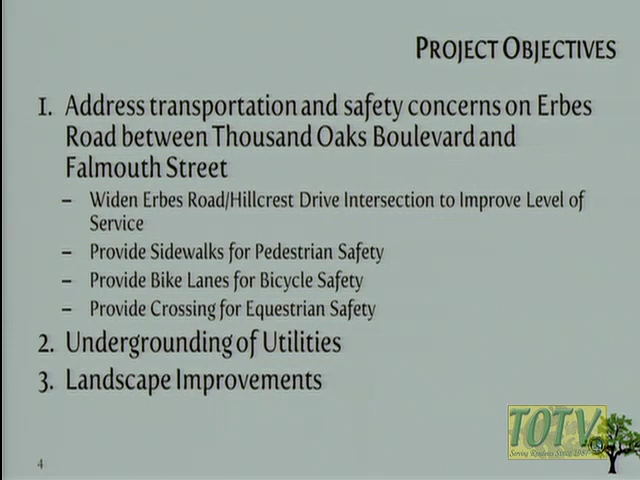 PROJECT OBJECTIVES
1. Address transportation and safety concerns on Erbes
Road between Thousand Oaks Boulevard and
Falmouth Street
– Widen Erbes Road/Hillcrest Drive Intersection to Improve Level of
Service
– Provide Sidewalks for Pedestrian Safety
– Provide Bike Lanes for Bicycle Safety
– Provide Crossing for Equestrian Safety
2. Undergrounding of Utilities
3. Landscape Improvements
TOTV
Serving Residents Since 1987
4